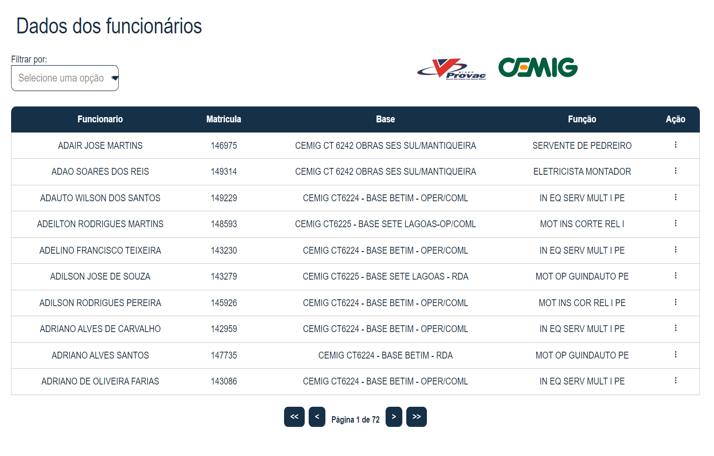 Dados dos funcionários
Filtrar por:
Selecione uma opção
Provac
CEMIG
Funcionario Matricula Base Função Ação
ADAIR JOSE MARTINS 146975 CEMIG CT 6242 OBRAS SES SUL/MANTIQUEIRA SERVENTE DE PEDREIRO
ADAO SOARES DOS REIS 149314 CEMIG CT 6242 OBRAS SES SUL/MANTIQUEIRA ELETRICISTA MONTADOR
ADAUTO WILSON DOS SANTOS 149229 CEMIG CT6224 - BASE BETIM - OPER/COML IN EQ SERV MULT I PE
ADEILTON RODRIGUES MARTINS 148593 CEMIG CT6225 - BASE SETE LAGOAS-OP/COML MOT INS CORTE REL I
ADELINO FRANCISCO TEIXEIRA 143230 CEMIG CT6224 - BASE BETIM - OPER/COML IN EQ SERV MULT I PE
ADILSON JOSE DE SOUZA 143279 CEMIG CT6225 - BASE SETE LAGOAS - RDA MOT OP GUINDAUTO PE
ADILSON RODRIGUES PEREIRA 145926 CEMIG CT6224 - BASE BETIM - OPER/COML MOT INS COR REL I PE
ADRIANO ALVES DE CARVALHO 142959 CEMIG CT6224 - BASE BETIM - OPER/COML IN EQ SERV MULT I PE
ADRIANO ALVES SANTOS 147735 CEMIG CT6224 - BASE BETIM - RDA MOT OP GUINDAUTO PE
ADRIANO DE OLIVEIRA FARIAS 143086 CEMIG CT6224 - BASE BETIM - OPER/COML IN EQ SERV MULT I PE
<< < Página 1 de 72 > >>